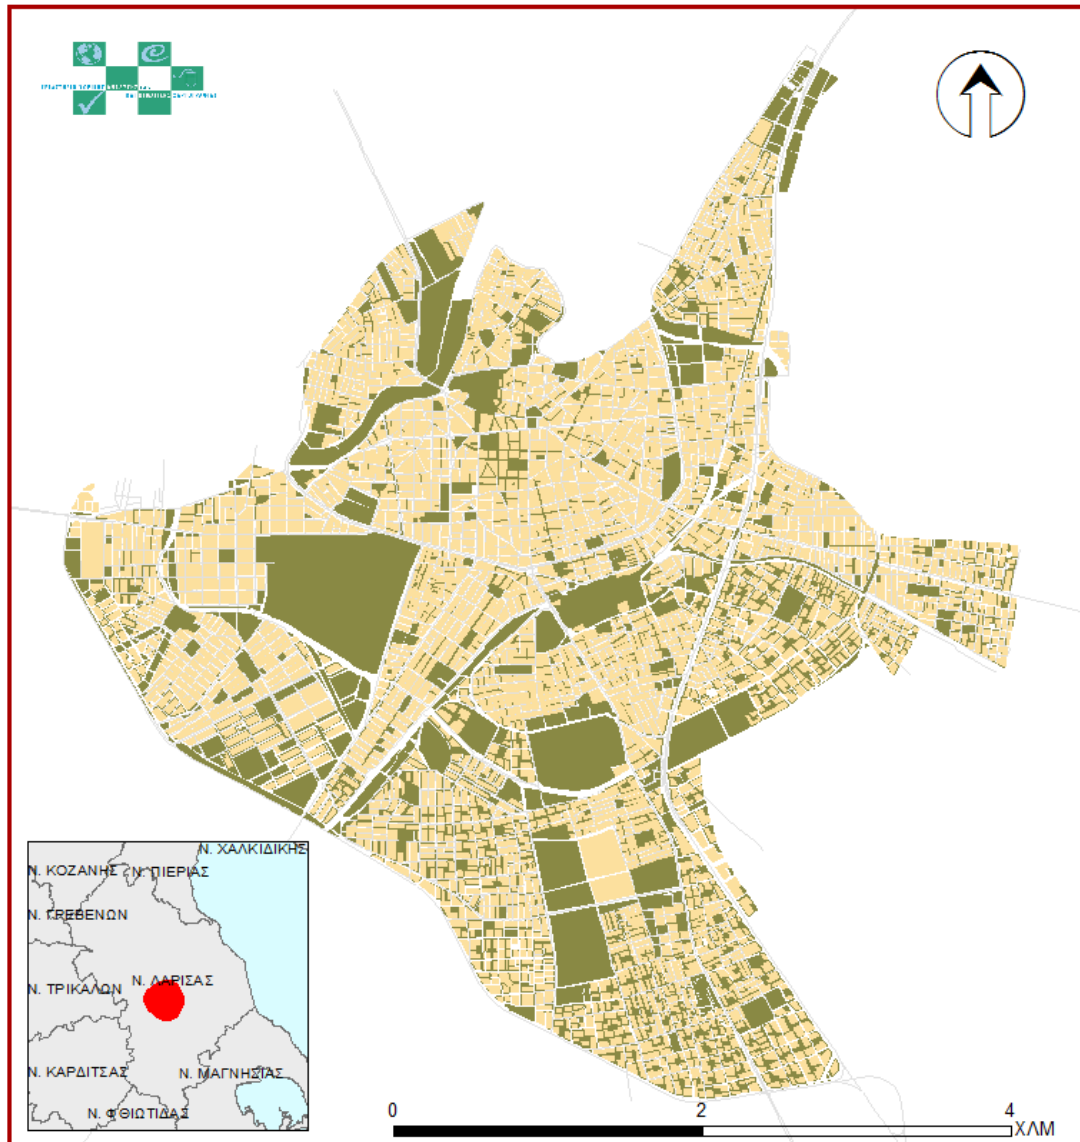 Ν. ΧΑΛΚΙΔΙΚΗΣ
Ν. ΚΟΖΑΝΗΣ
Ν. ΠΙΕΡΙΑΣ
Ν. ΓΡΕΒΕΝΩΝ
Ν. ΛΑΡΙΣΑΣ
Ν. ΤΡΙΚΑΛΩΝ
Ν. ΚΑΡΔΙΤΣΑΣ
Ν. ΜΑΓΝΗΣΙΑΣ
Ν. ΦΘΙΩΤΙΔΑΣ
0 2 4
ΧΛΜ